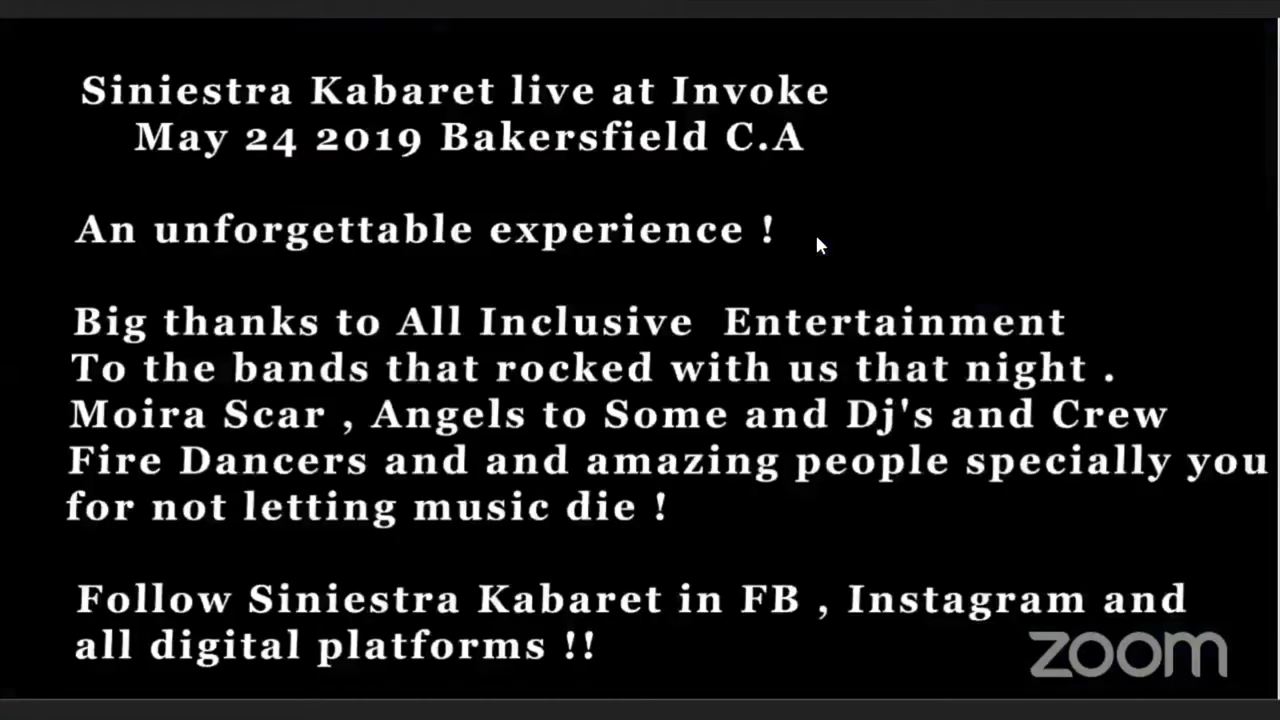 Siniestra Kabaret live at Invoke
May 24 2019 Bakersfield C.A
An unforgettable experience !
Big thanks to All Inclusive  Entertainment
To the bands that rocked with us that night .
Moira Scar , Angels to Some and Dj's and Crew
Fire Dancers and and amazing people specially you
for not letting music die !
Follow Siniestra Kabaret in FB , Instagram and
all digital platforms !!
zoom